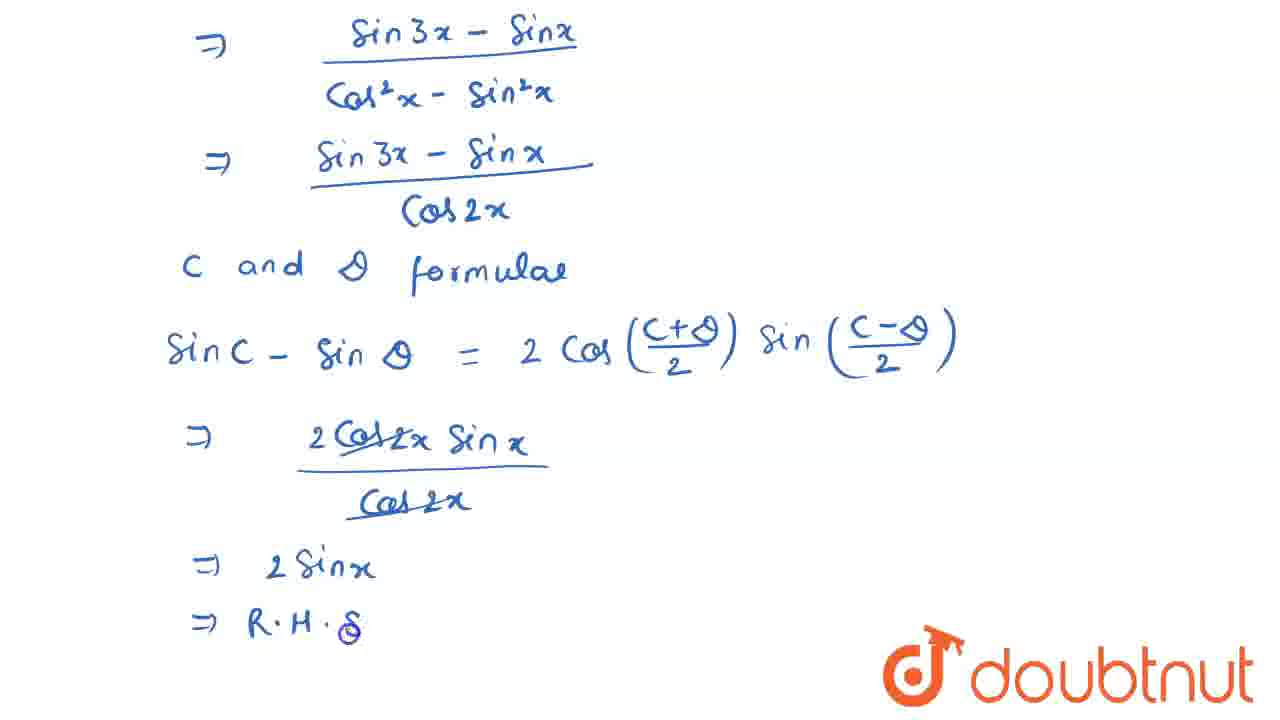 ⇒ (Sin 3x − Sinx)/(Cos²x − Sin²x)
⇒ (Sin 3x − Sin x)/(Cos 2x)
C and D formulae
Sin C − Sin D = 2 Cos ((C+D)/2) Sin ((C−D)/2)
⇒ (2 Cos 2x Sin x)/(Cos 2x)
⇒ 2 Sin x
⇒ R.H.S
doubtnut